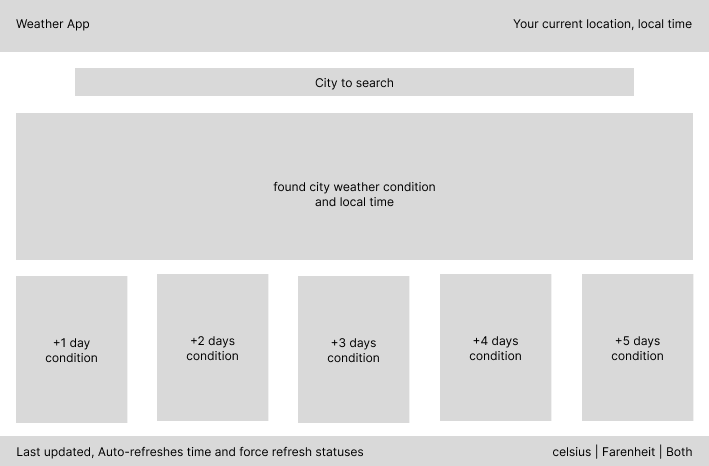 Weather App
Your current location, local time
City to search
found city weather condition
and local time
+1 day
condition
+2 days
condition
+3 days
condition
+4 days
condition
+5 days
condition
Last updated, Auto-refreshes time and force refresh statuses
celsius | Farenheit | Both